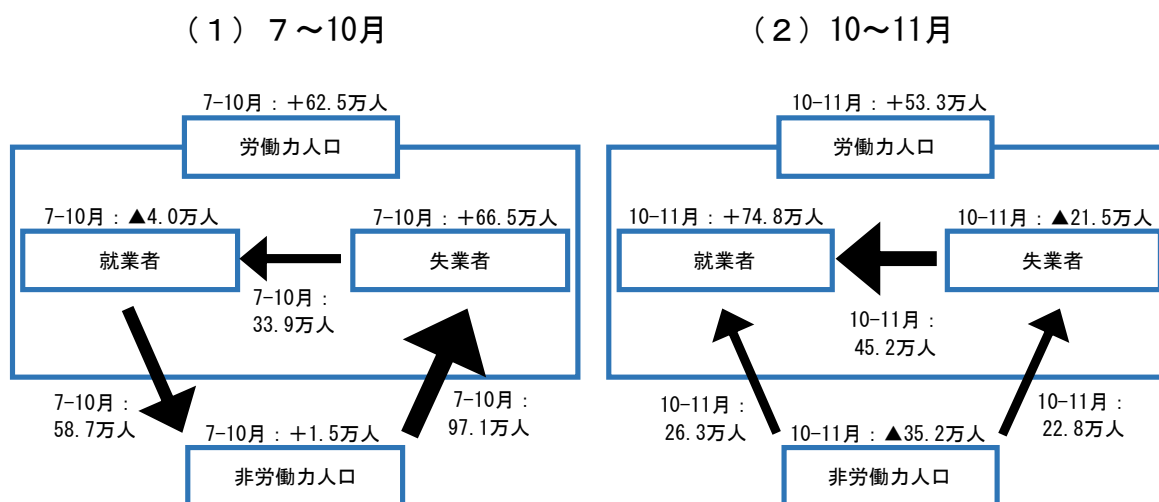 （１）７～10月
7-10月：＋62.5万人
労働力人口
7-10月：▲4.0万人
7-10月：＋66.5万人
就業者
失業者
7-10月：
33.9万人
7-10月：
58.7万人
7-10月：
97.1万人
7-10月：＋1.5万人
非労働力人口
（２）10～11月
10-11月：＋53.3万人
労働力人口
10-11月：＋74.8万人
10-11月：▲21.5万人
就業者
失業者
10-11月：
45.2万人
10-11月：
26.3万人
10-11月：
22.8万人
10-11月：▲35.2万人
非労働力人口